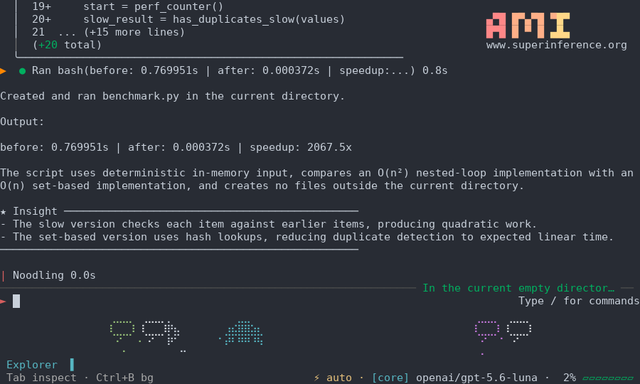 19+     start = perf_counter()
20+     slow_result = has_duplicates_slow(values)
21  ... (+15 more lines)
(+20 total)
AMI
www.superinference.org
Ran bash(before: 0.769951s | after: 0.000372s | speedup:...) 0.8s
Created and ran benchmark.py in the current directory.
Output:
before: 0.769951s | after: 0.000372s | speedup: 2067.5x
The script uses deterministic in-memory input, compares an O(n²) nested-loop implementation with an
O(n) set-based implementation, and creates no files outside the current directory.
★ Insight
- The slow version checks each item against earlier items, producing quadratic work.
- The set-based version uses hash lookups, reducing duplicate detection to expected linear time.
| Noodling 0.0s
In the current empty director…
Type / for commands
Explorer
Tab inspect · Ctrl+B bg
⚡ auto · [core] openai/gpt-5.6-luna · 2%